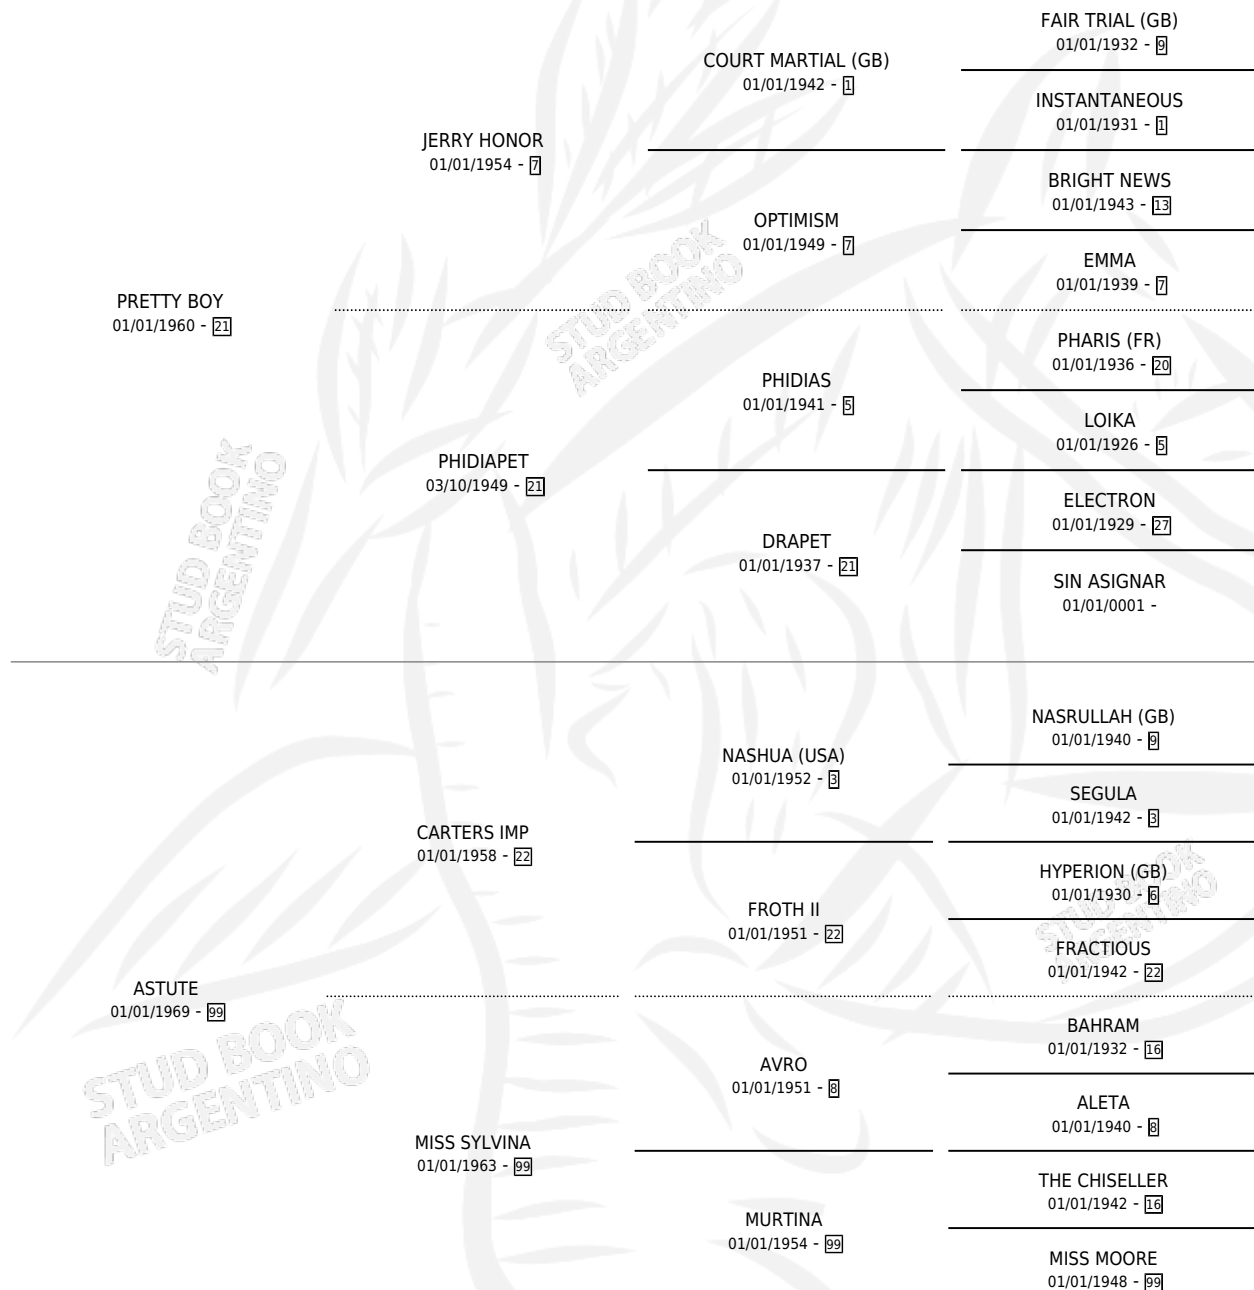 FAIR TRIAL (GB)
01/01/1932 - 9
COURT MARTIAL (GB)
01/01/1942 - 1
INSTANTANEOUS
01/01/1931 - 1
JERRY HONOR
01/01/1954 - 7
BRIGHT NEWS
01/01/1943 - 13
OPTIMISM
01/01/1949 - 7
EMMA
01/01/1939 - 7
PRETTY BOY
01/01/1960 - 21
PHARIS (FR)
01/01/1936 - 20
PHIDIAS
01/01/1941 - 5
LOIKA
01/01/1926 - 5
PHIDIAPET
03/10/1949 - 21
ELECTRON
01/01/1929 - 27
DRAPET
01/01/1937 - 21
SIN ASIGNAR
01/01/0001 -
NASRULLAH (GB)
01/01/1940 - 9
NASHUA (USA)
01/01/1952 - 3
SEGULA
01/01/1942 - 3
CARTERS IMP
01/01/1958 - 22
HYPERION (GB)
01/01/1930 - 6
FROTH II
01/01/1951 - 22
FRACTIOUS
01/01/1942 - 22
ASTUTE
01/01/1969 - 99
BAHRAM
01/01/1932 - 16
AVRO
01/01/1951 - 8
ALETA
01/01/1940 - 8
MISS SYLVINA
01/01/1963 - 99
THE CHISELLER
01/01/1942 - 16
MURTINA
01/01/1954 - 99
MISS MOORE
01/01/1948 - 99
STUD BOOK
ARGENTINO
STUD BOOK
ARGENTINO
STUD BOOK
ARGENTINO
STUD BOOK
ARGENTINO